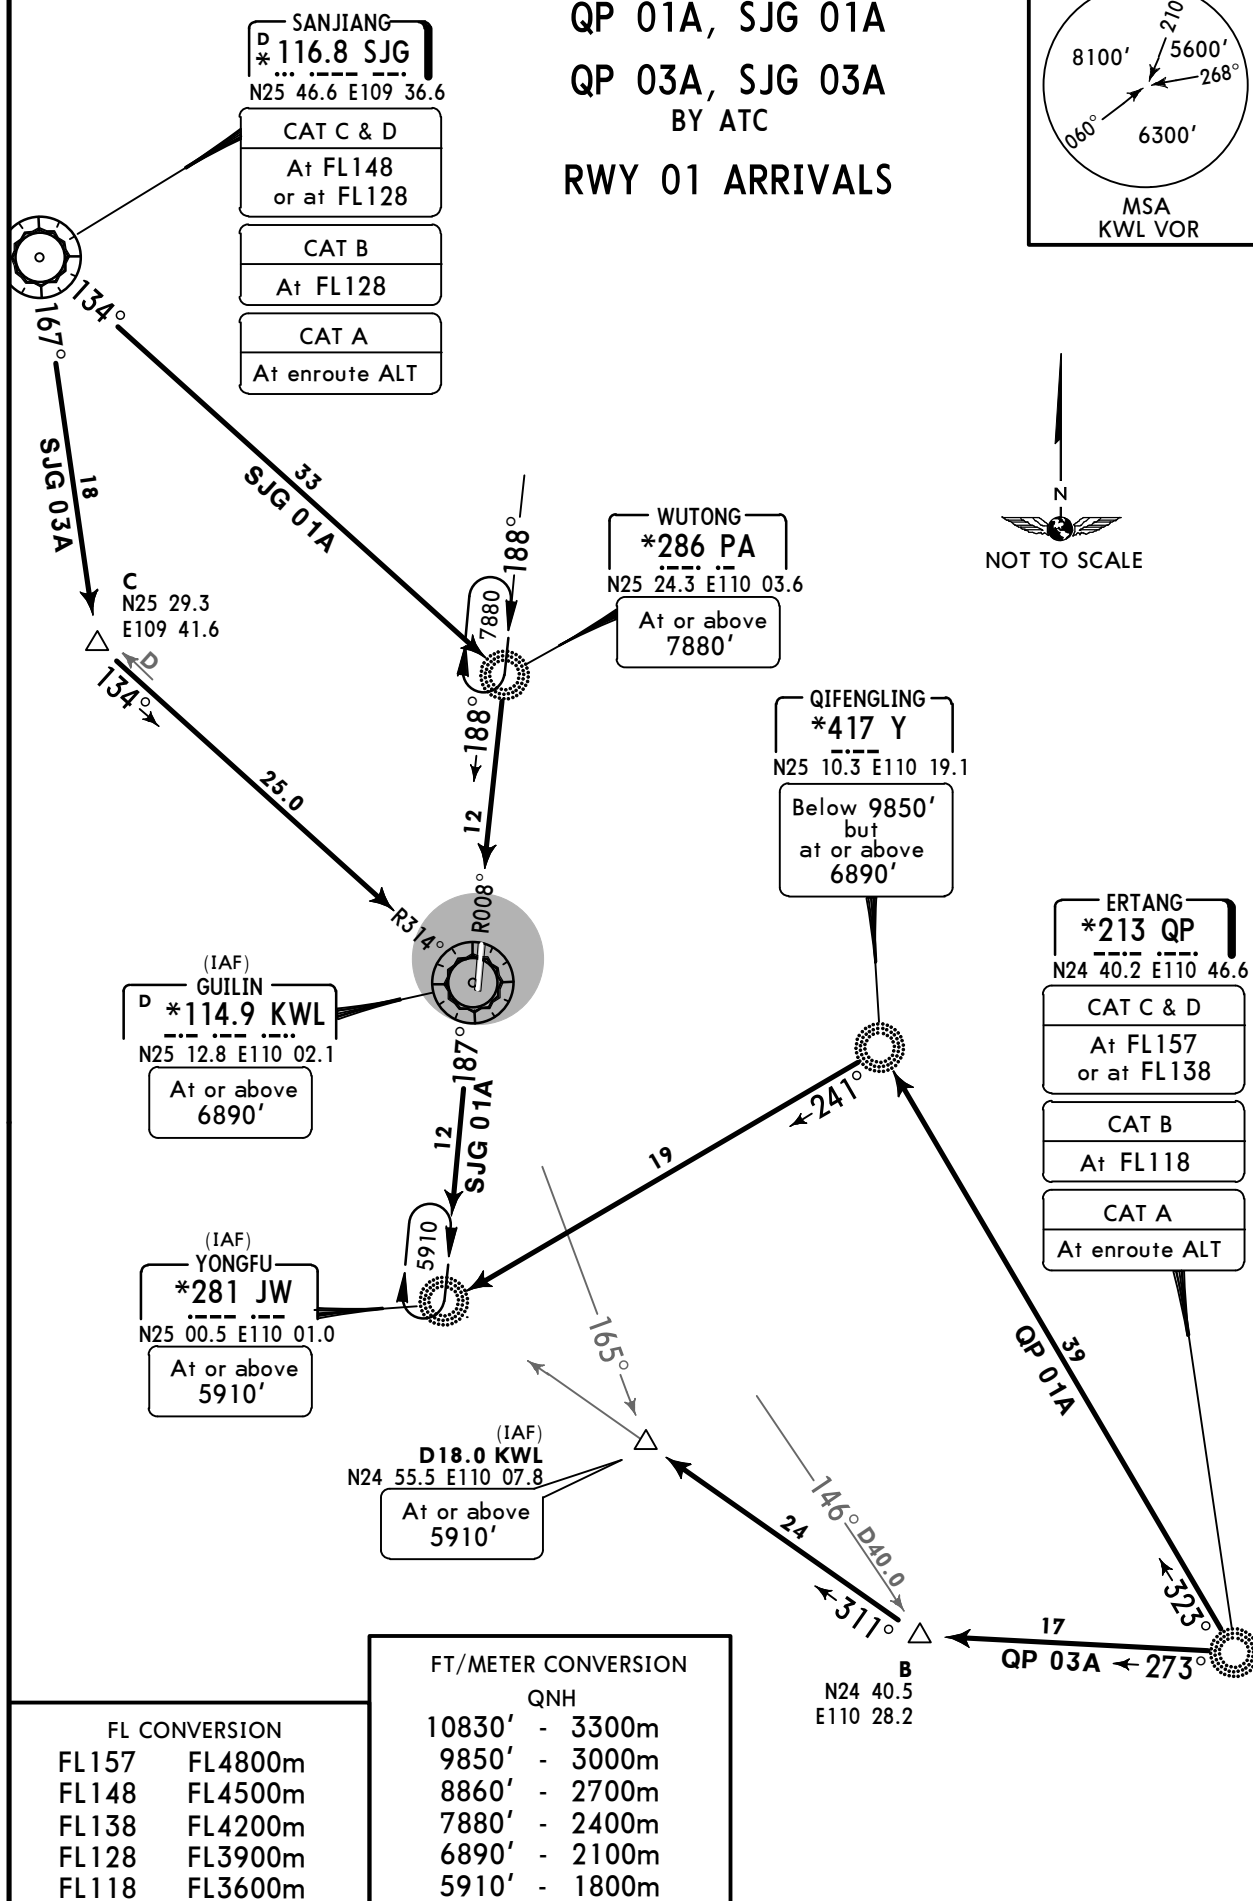 QP 01A, SJG 01A
QP 03A, SJG 03A
BY ATC
RWY 01 ARRIVALS
210
8100'
5600'
268°
060°
6300'
MSA
KWL VOR
SANJIANG
D
* 116.8 SJG
N25 46.6 E109 36.6
CAT C & D
At FL148
or at FL128
CAT B
At FL128
CAT A
At enroute ALT
134°
167°
33
SJG 01A
18
SJG 03A
C
N25 29.3
E109 41.6
D
134°
25.0
R314°
188°
7880
WUTONG
*286 PA
N25 24.3 E110 03.6
At or above
7880'
188°
12
R008°
N
NOT TO SCALE
QIFENGLING
*417 Y
N25 10.3 E110 19.1
Below 9850'
but
at or above
6890'
(IAF)
GUILIN
D *114.9 KWL
N25 12.8 E110 02.1
At or above
6890'
187°
12
SJG 01A
5910
241°
19
ERTANG
*213 QP
N24 40.2 E110 46.6
CAT C & D
At FL157
or at FL138
CAT B
At FL118
CAT A
At enroute ALT
(IAF)
YONGFU
*281 JW
N25 00.5 E110 01.0
At or above
5910'
165°
39
QP 01A
(IAF)
D18.0 KWL
N24 55.5 E110 07.8
At or above
5910'
146° D40.0
24
311°
323°
17
QP 03A
273°
B
N24 40.5
E110 28.2
FL CONVERSION
FL157 FL4800m
FL148 FL4500m
FL138 FL4200m
FL128 FL3900m
FL118 FL3600m
FT/METER CONVERSION
QNH
10830' - 3300m
9850' - 3000m
8860' - 2700m
7880' - 2400m
6890' - 2100m
5910' - 1800m